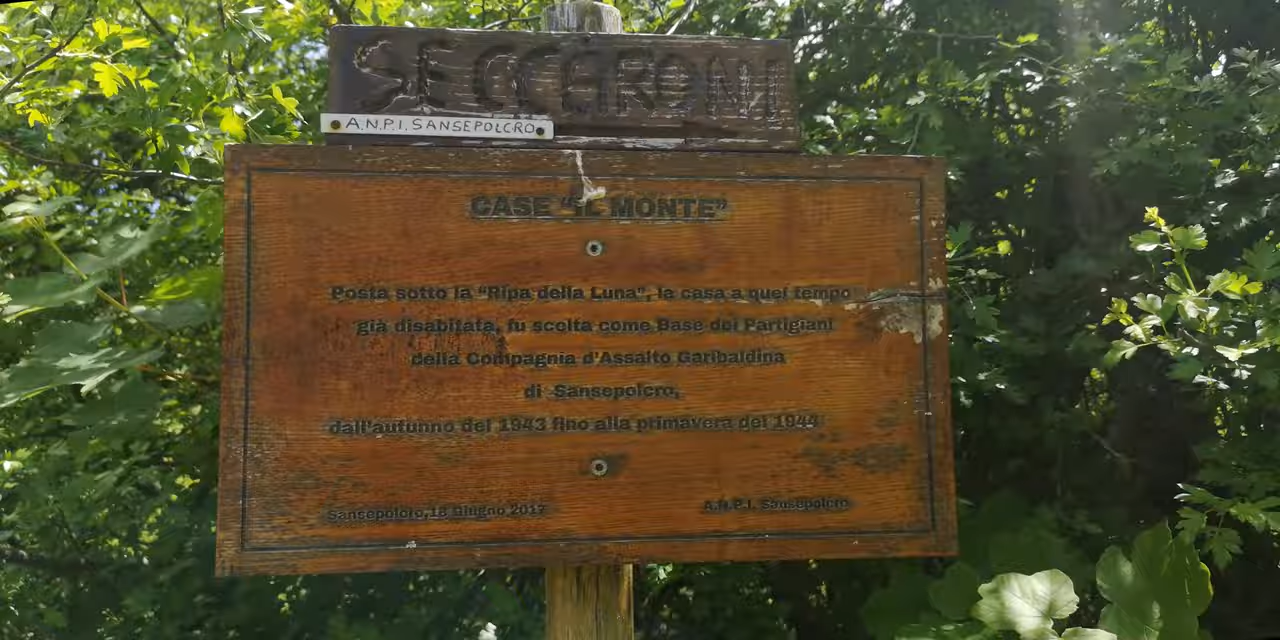 SECCARONI
A.N.P.I. SANSEPOLCRO
CASE "IL MONTE"
Posta sotto la "Ripa della Luna", la casa a quel tempo
già disabitata, fu scelta come Base dei Partigiani
della Compagnia d'Assalto Garibaldina
di Sansepolcro,
dall'autunno del 1943 fino alla primavera del 1944
Sansepolcro,18 Giugno 2017
A.N.P.I. Sansepolcro